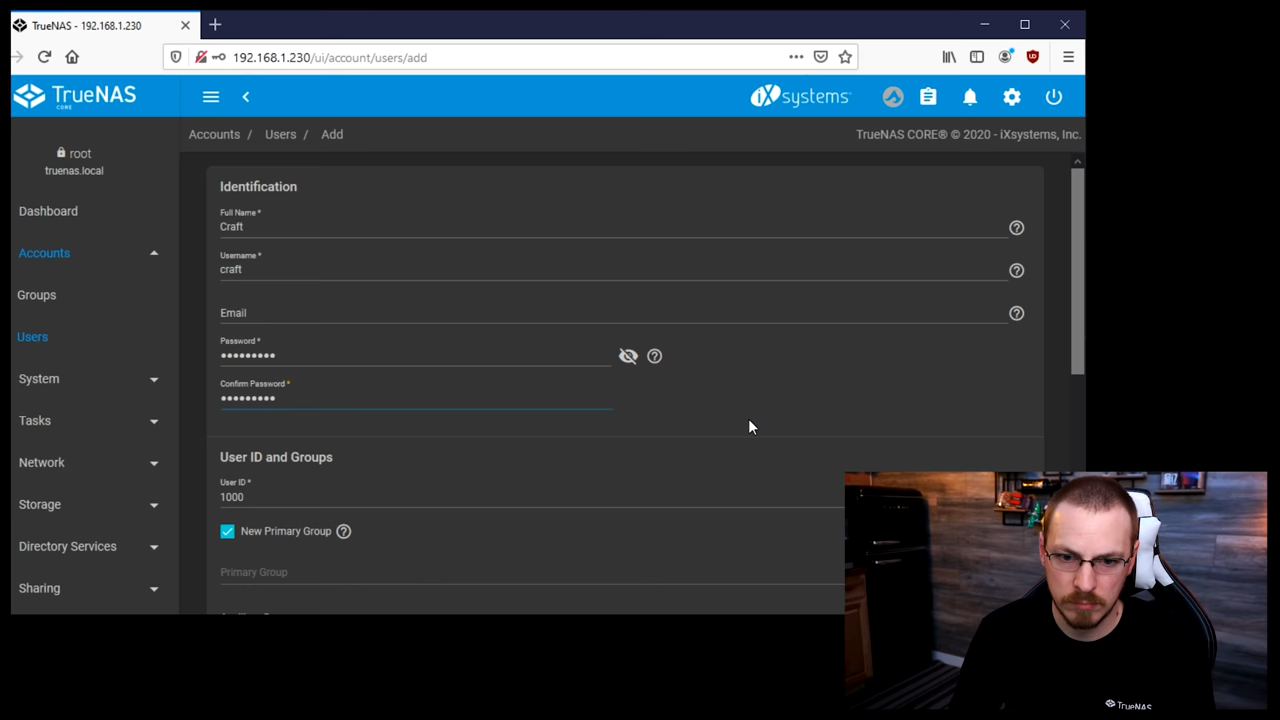 TrueNAS - 192.168.1.230
192.168.1.230/ui/account/users/add
TrueNAS
CORE
iXsystems
Accounts / Users / Add
TrueNAS CORE® © 2020 - iXsystems, Inc.
root
truenas.local
Dashboard
Accounts
Groups
Users
System
Tasks
Network
Storage
Directory Services
Sharing
Identification
Full Name *
Craft
Username *
craft
Email
Password *
•••••••••
Confirm Password *
•••••••••
User ID and Groups
User ID *
1000
New Primary Group
Primary Group
TrueNAS